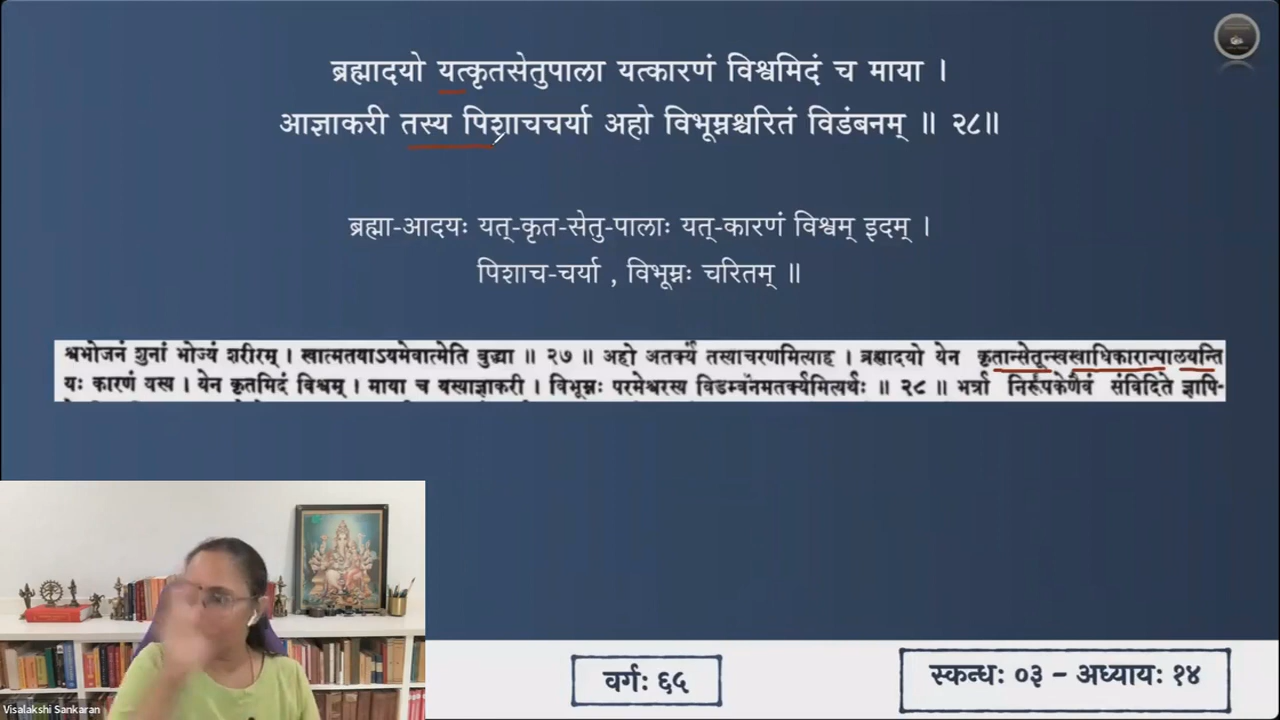 ब्रह्मादयो यत्कृतसेतुपाला यत्कारणं विश्वमिदं च माया ।
आज्ञाकरी तस्य पिशाचचर्या अहो विभूम्नश्चरितं विडंबनम् ॥ २८॥
ब्रह्मा-आदयः यत्-कृत-सेतु-पालाः यत्-कारणं विश्वम् इदम् ।
पिशाच-चर्या , विभूम्नः चरितम् ॥
श्वभोजनं शुनां भोज्यं शरीरम् । स्वात्मतयाऽयमेवात्मेति बुद्ध्या ॥ २७ ॥ अहो अतर्क्यं तस्याचरणमित्याह । ब्रह्मादयो येन कृतान्सेतून्स्वस्वाधिकारान्पालयन्ति
यः कारणं यस्य । येन कृतमिदं विश्वम् । माया च यस्याज्ञाकरी । विभूम्नः परमेश्वरस्य विडम्बनमतर्क्यमित्यर्थः ॥ २८ ॥ भर्त्रा निरूपकेणैवं संविदिते ज्ञापि-
Visalakshi Sankaran
वर्गः ६५
स्कन्धः ०३ – अध्यायः १४